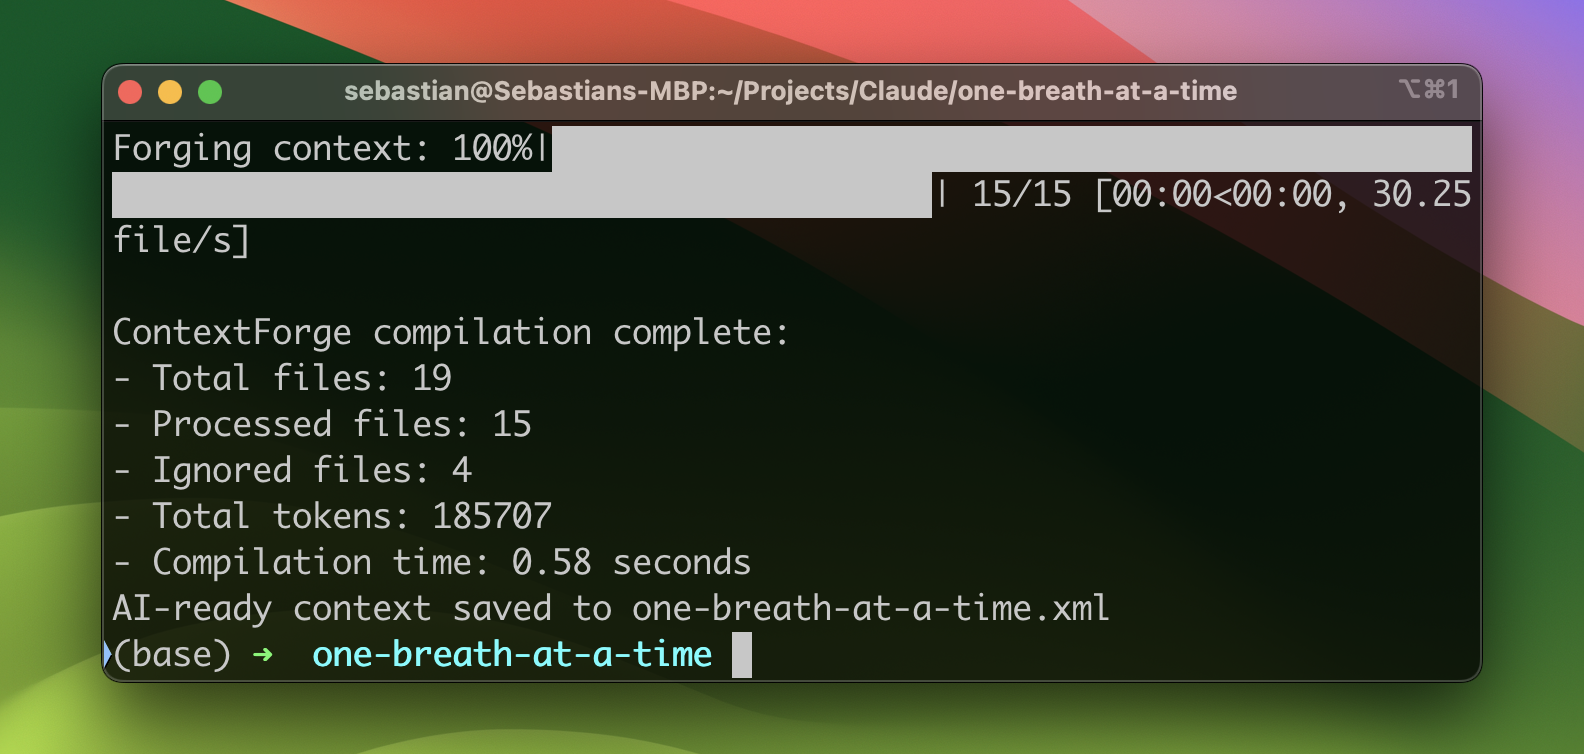 sebastian@Sebastians-MBP:~/Projects/Claude/one-breath-at-a-time ⌥⌘1
Forging context: 100%|
| 15/15 [00:00<00:00, 30.25
file/s]
ContextForge compilation complete:
- Total files: 19
- Processed files: 15
- Ignored files: 4
- Total tokens: 185707
- Compilation time: 0.58 seconds
AI-ready context saved to one-breath-at-a-time.xml
(base) ➜ one-breath-at-a-time